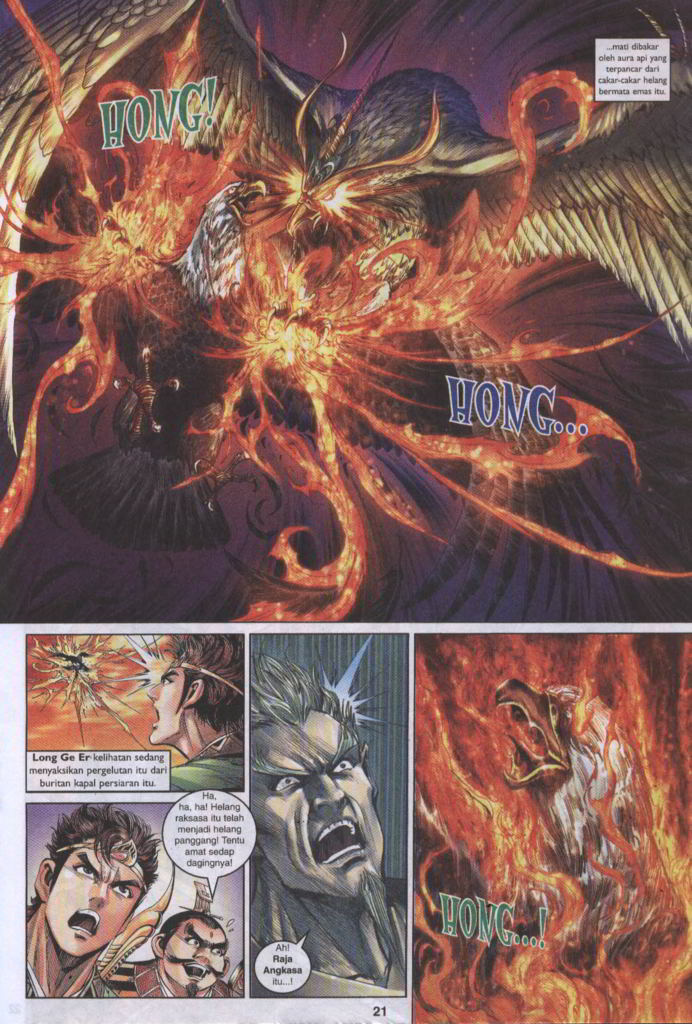 ...mati dibakar
oleh aura api yang
terpancar dari
cakar-cakar helang
bermata emas itu.
HONG!
HONG...
Long Ge Er kelihatan sedang
menyaksikan pergelutan itu dari
buritan kapal persiaran itu.
Ha,
ha, ha! Helang
raksasa itu telah
menjadi helang
panggang! Tentu
amat sedap
dagingnya!
Ah!
Raja
Angkasa
itu...!
HONG....!
21
22